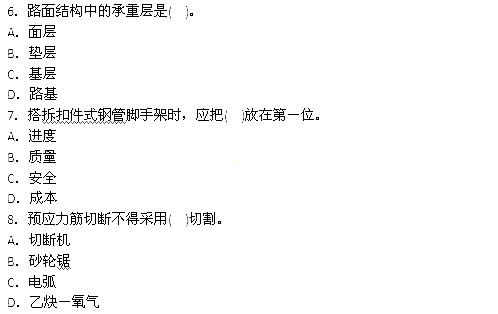 6. 路面结构中的承重层是(  )。
A. 面层
B. 垫层
C. 基层
D. 路基
7. 搭拆扣件式钢管脚手架时，应把(  )放在第一位。
A. 进度
B. 质量
C. 安全
D. 成本
8. 预应力筋切断不得采用(  )切割。
A. 切断机
B. 砂轮锯
C. 电弧
D. 乙炔一氧气